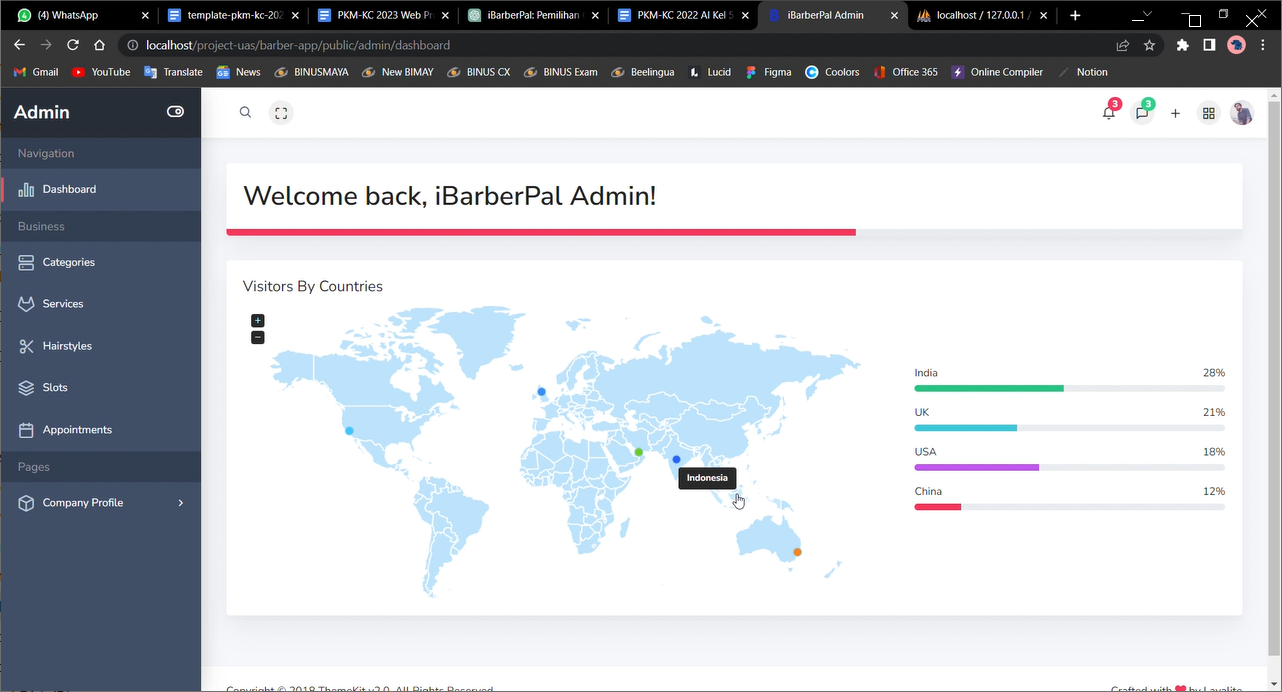 (4) WhatsApp
template-pkm-kc-202
PKM-KC 2023 Web Pr
iBarberPal: Pemilihan
PKM-KC 2022 AI Kel 5
iBarberPal Admin
localhost / 127.0.0.1 /
localhost/project-uas/barber-app/public/admin/dashboard
Gmail
YouTube
Translate
News
BINUSMAYA
New BIMAY
BINUS CX
BINUS Exam
Beelingua
Lucid
Figma
Coolors
Office 365
Online Compiler
Notion
Admin
3
3
Navigation
Dashboard
Business
Categories
Services
Hairstyles
Slots
Appointments
Pages
Company Profile
Welcome back, iBarberPal Admin!
Visitors By Countries
+
−
Indonesia
India 28%
UK 21%
USA 18%
China 12%
Copyright © 2018 ThemeKit v2.0. All Rights Reserved.
Crafted with ❤ by Lavalite